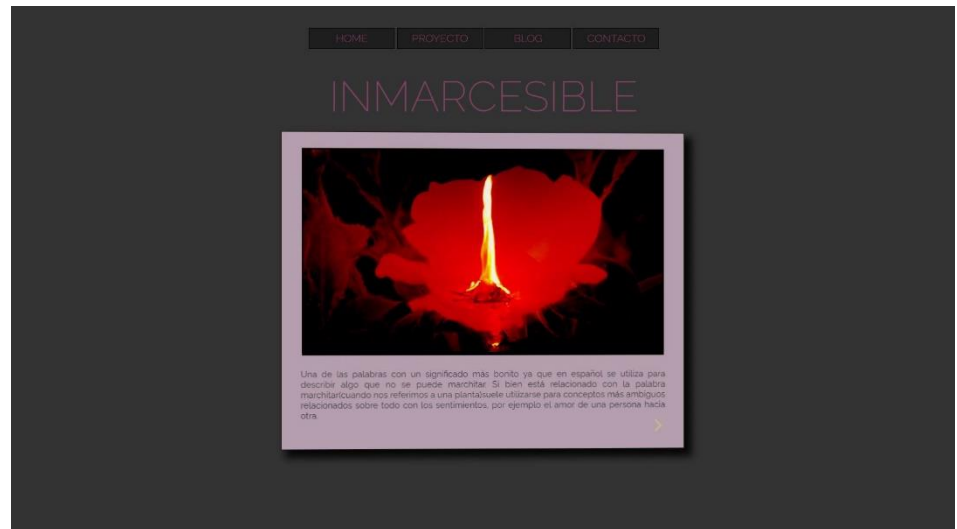 HOME PROYECTO BLOG CONTACTO
INMARCESIBLE
Una de las palabras con un significado más bonito ya que en español se utiliza para
describir algo que no se puede marchitar. Si bien está relacionado con la palabra
marchitar(cuando nos referimos a una planta)suele utilizarse para conceptos más ambiguos
relacionados sobre todo con los sentimientos, por ejemplo el amor de una persona hacia
otra.